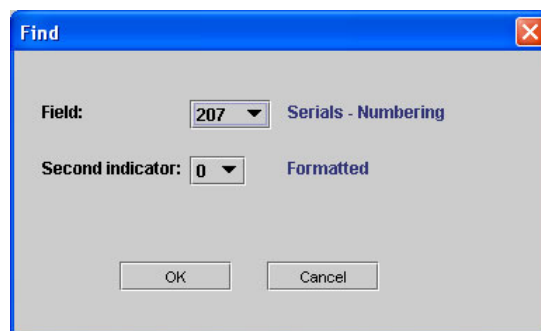 Find
Field: 207 Serials - Numbering
Second indicator: 0 Formatted
OK Cancel